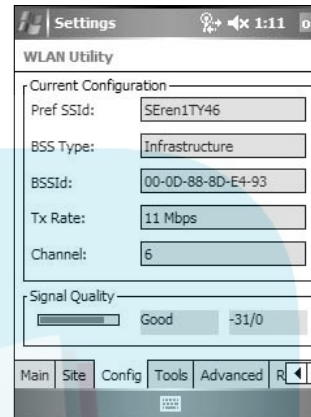 Settings 1:11 o
WLAN Utility
Current Configuration
Pref SSId: SEren1TY46
BSS Type: Infrastructure
BSSId: 00-0D-88-8D-E4-93
Tx Rate: 11 Mbps
Channel: 6
Signal Quality
Good -31/0
Main Site Config Tools Advanced R